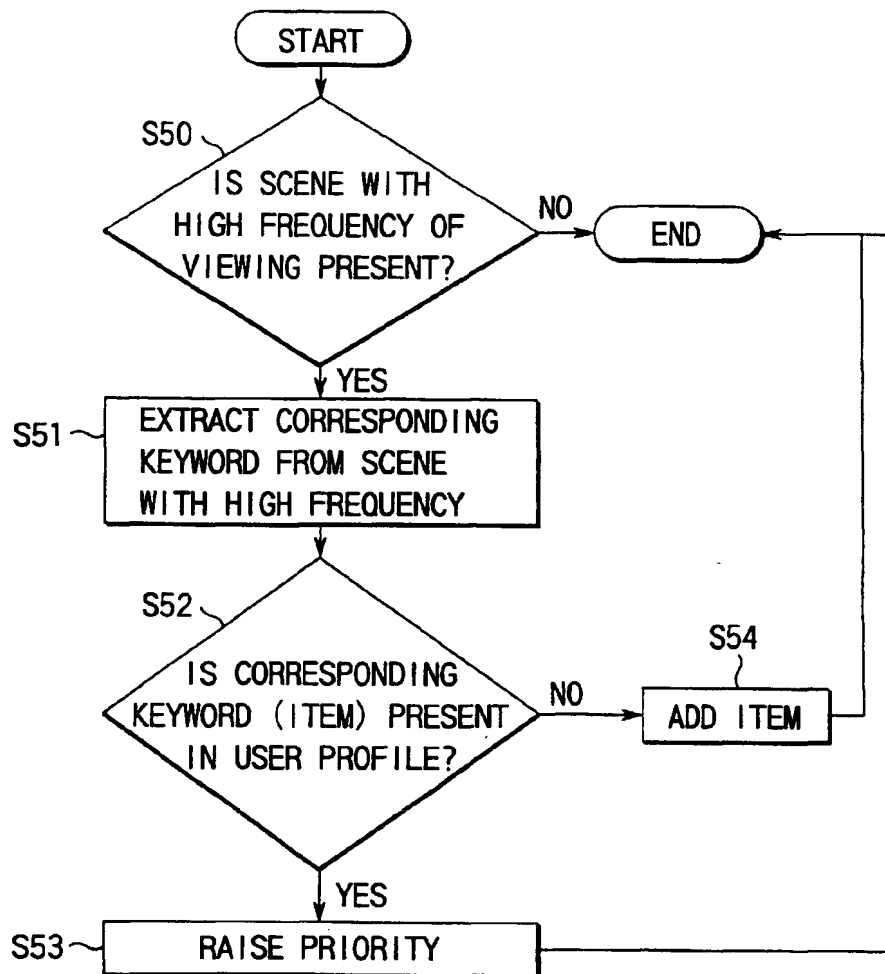 START
S50
IS SCENE WITH
HIGH FREQUENCY OF
VIEWING PRESENT?
NO
END
YES
S51
EXTRACT CORRESPONDING
KEYWORD FROM SCENE
WITH HIGH FREQUENCY
S52
IS CORRESPONDING
KEYWORD (ITEM) PRESENT
IN USER PROFILE?
NO
S54
ADD ITEM
YES
S53
RAISE PRIORITY